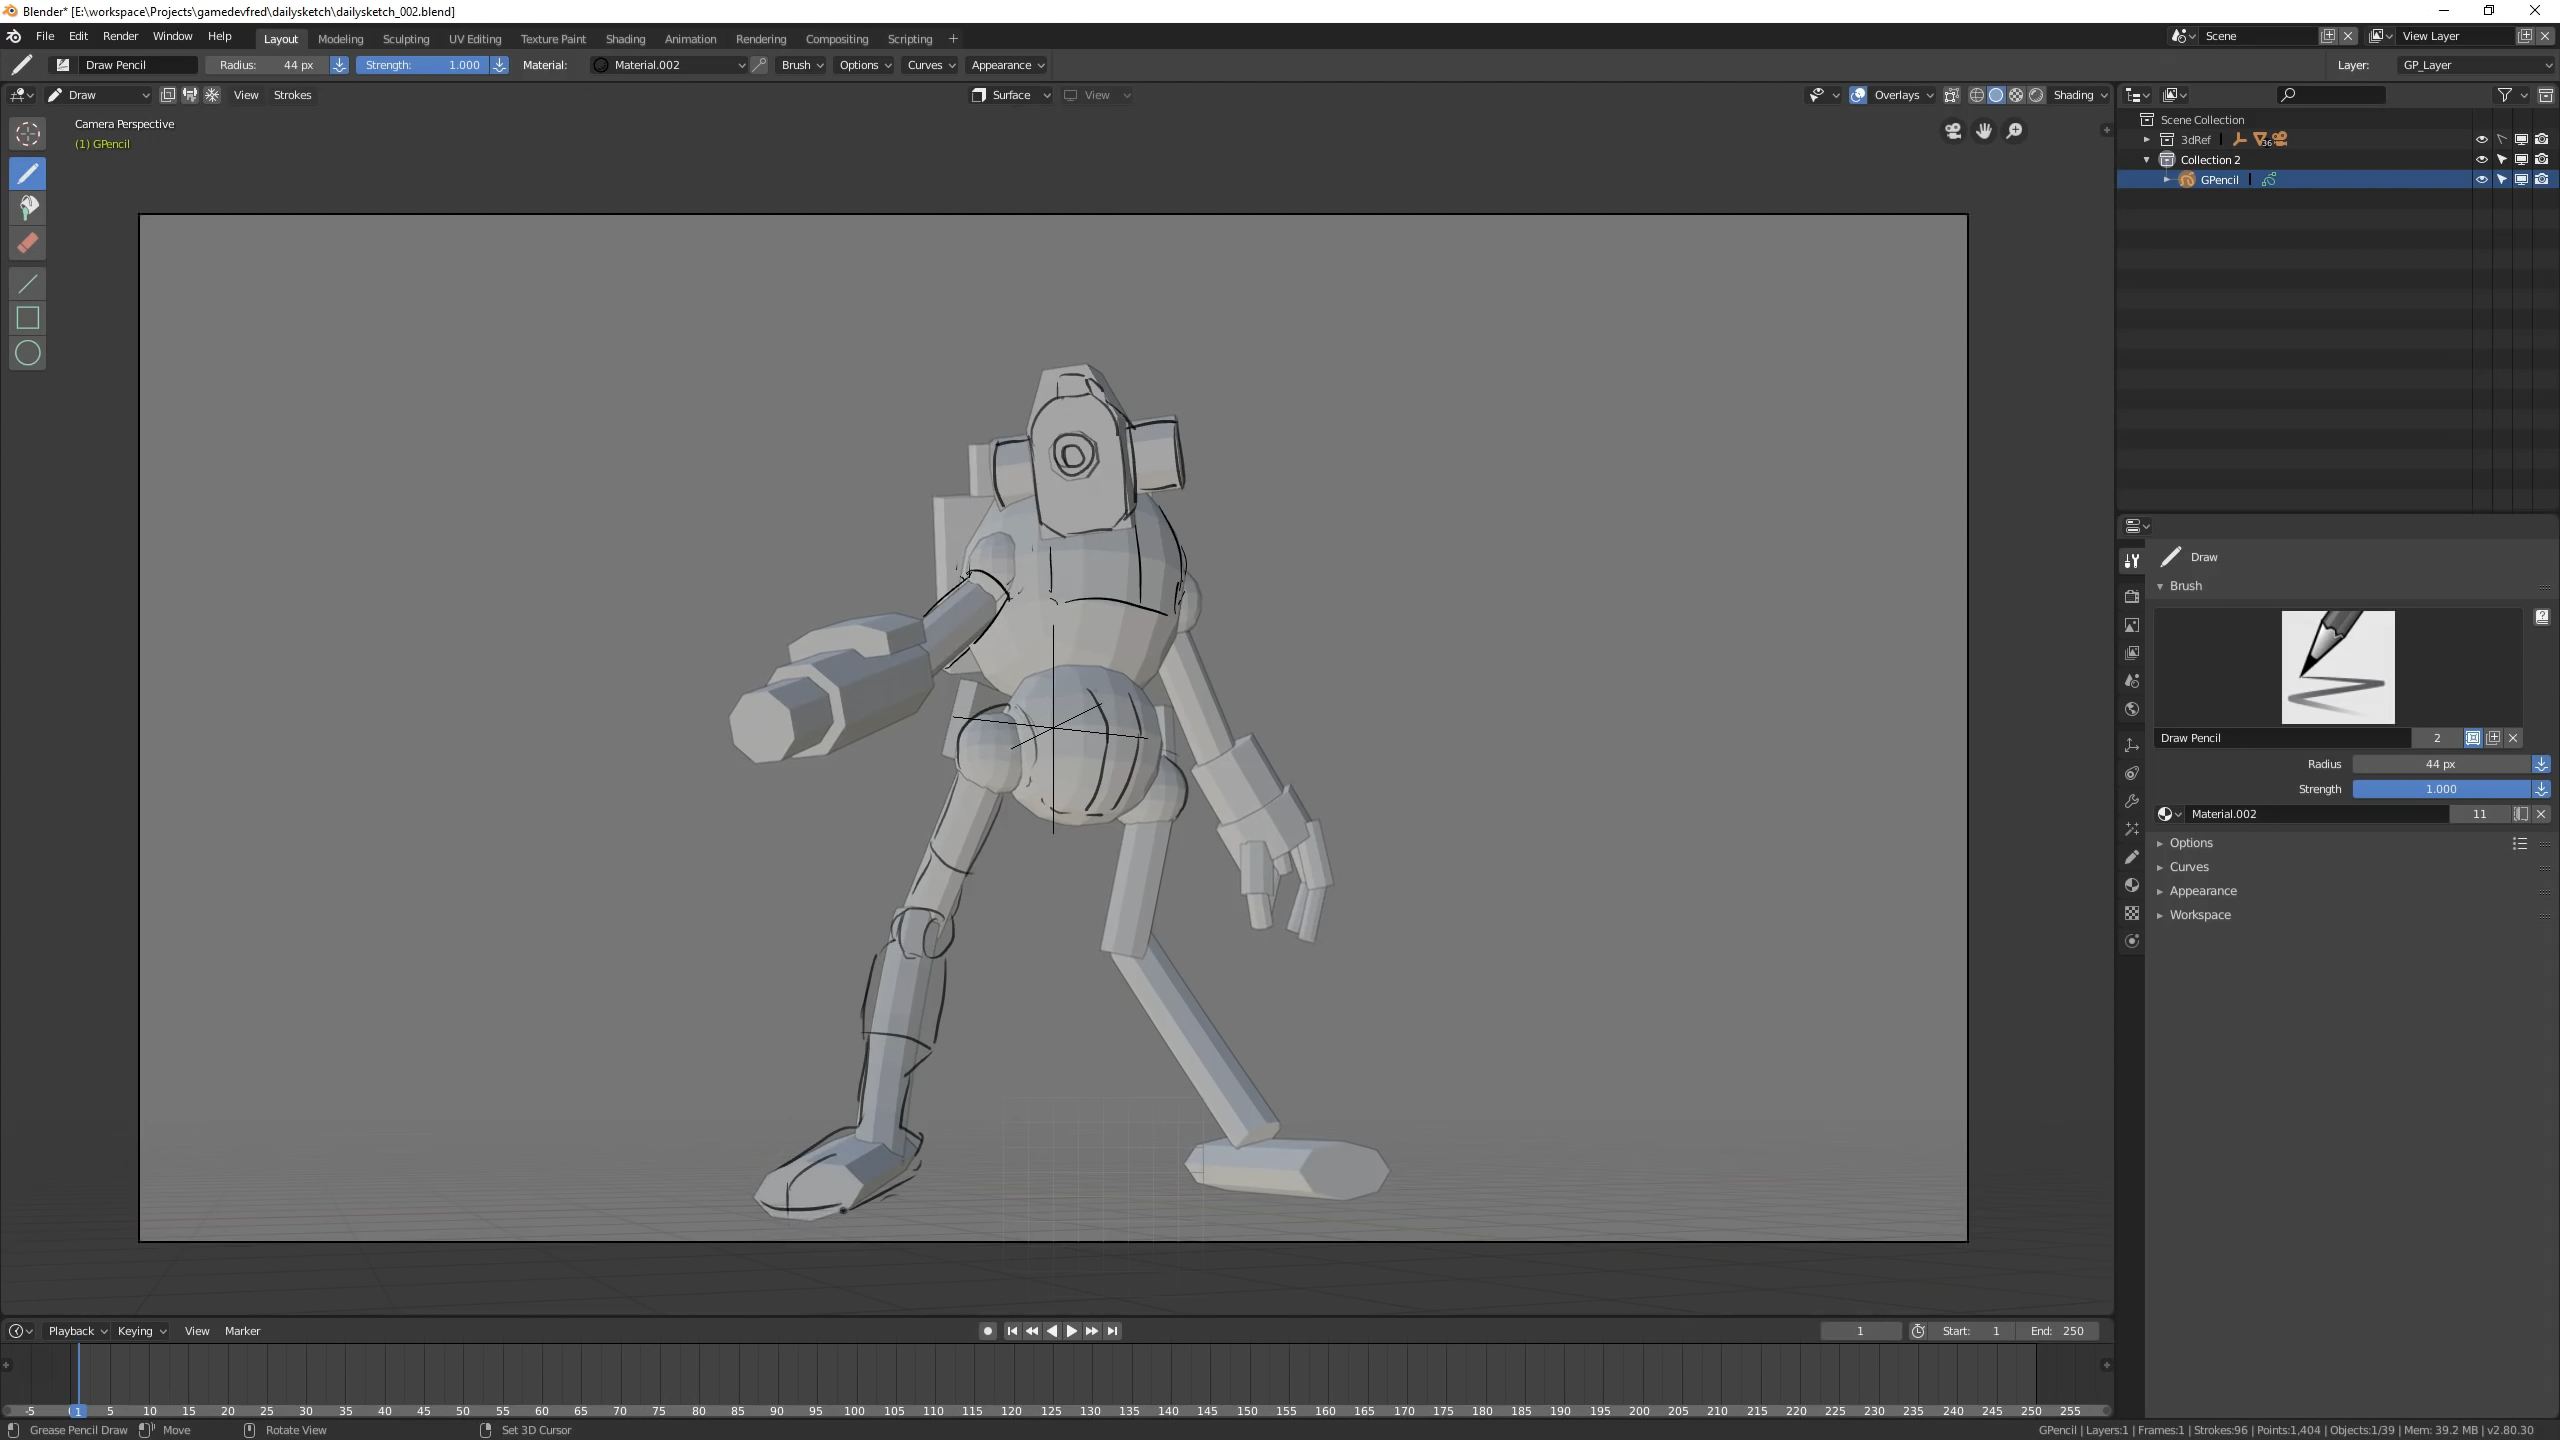 Blender* [E:\workspace\Projects\gamedevfred\dailysketch\dailysketch_002.blend]
File Edit Render Window Help Layout Modeling Sculpting UV Editing Texture Paint Shading Animation Rendering Compositing Scripting + Scene View Layer
Draw Pencil Radius: 44 px Strength: 1.000 Material: Material.002 Brush Options Curves Appearance Layer: GP_Layer
Draw View Strokes Surface View Overlays Shading
Camera Perspective
(1) GPencil
Scene Collection
3dRef 36
Collection 2
GPencil
Draw
Brush
Draw Pencil 2
Radius 44 px
Strength 1.000
Material.002 11
Options
Curves
Appearance
Workspace
Playback Keying View Marker 1 Start: 1 End: 250
-5 1 5 10 15 20 25 30 35 40 45 50 55 60 65 70 75 80 85 90 95 100 105 110 115 120 125 130 135 140 145 150 155 160 165 170 175 180 185 190 195 200 205 210 215 220 225 230 235 240 245 250 255
Grease Pencil Draw Move Rotate View Set 3D Cursor GPencil | Layers:1 | Frames:1 | Strokes:96 | Points:1,404 | Objects:1/39 | Mem: 39.2 MB | v2.80.30